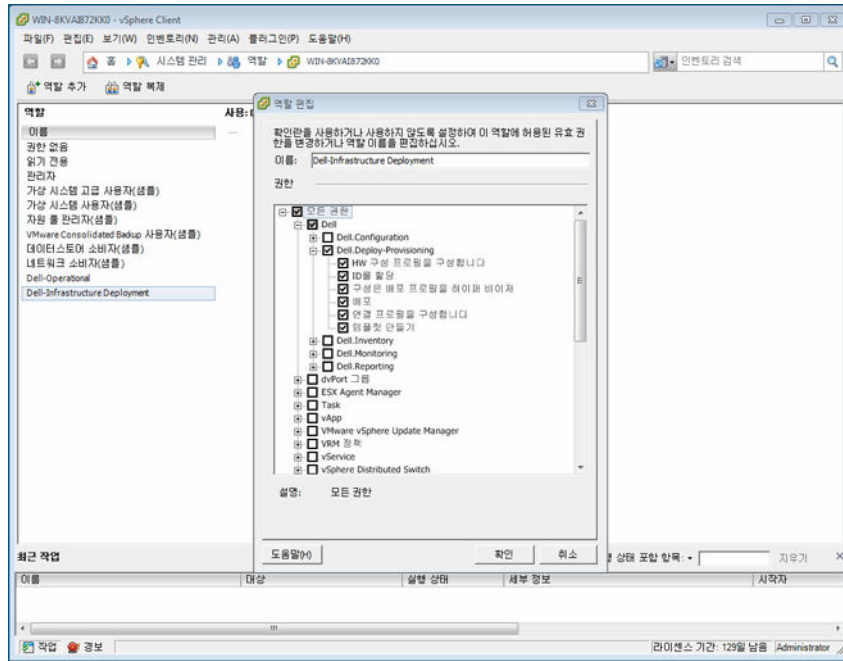 WIN-8KVAI872KK0 - vSphere Client
파일(F) 편집(E) 보기(W) 인벤토리(N) 관리(A) 플러그인(P) 도움말(H)
홈 시스템 관리 역할 WIN-8KVAI872KK0
인벤토리 검색
역할 추가 역할 복제
역할
사용:
이름
권한 없음
읽기 전용
관리자
가상 시스템 고급 사용자(샘플)
가상 시스템 사용자(샘플)
자원 풀 관리자(샘플)
VMware Consolidated Backup 사용자(샘플)
데이터스토어 소비자(샘플)
네트워크 소비자(샘플)
Dell-Operational
Dell-Infrastructure Deployment
역할 편집
확인란을 사용하거나 사용하지 않도록 설정하여 이 역할에 허용된 유효 권
한을 변경하거나 역할 이름을 편집하십시오.
이름: Dell-Infrastructure Deployment
권한
모든 권한
Dell
Dell.Configuration
Dell.Deploy-Provisioning
HW 구성 프로필을 구성합니다
ID를 할당
구성은 배포 프로필을 하이퍼 바이저
배포
연결 프로필을 구성합니다
템플릿 만들기
Dell.Inventory
Dell.Monitoring
Dell.Reporting
dvPort 그룹
ESX Agent Manager
Task
vApp
VMware vSphere Update Manager
VRM 정책
vService
vSphere Distributed Switch
설명: 모든 권한
도움말(H) 확인 취소
최근 작업
상태 포함 항목: 지우기
이름 대상 실행 상태 세부 정보 시작자
작업 경보
라이센스 기간: 129일 남음 Administrator